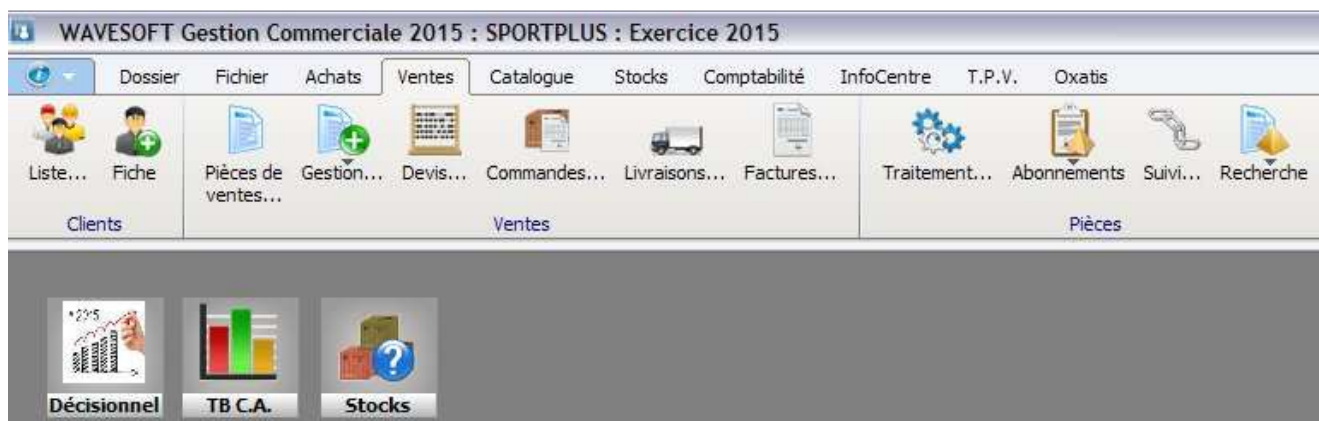 WAVESOFT Gestion Commerciale 2015 : SPORTPLUS : Exercice 2015
Dossier Fichier Achats Ventes Catalogue Stocks Comptabilité InfoCentre T.P.V. Oxatis
Liste... Fiche Pièces de Gestion... Devis... Commandes... Livraisons... Factures... Traitement... Abonnements Suivi... Recherche
ventes...
Clients Ventes Pièces
Décisionnel TB C.A. Stocks